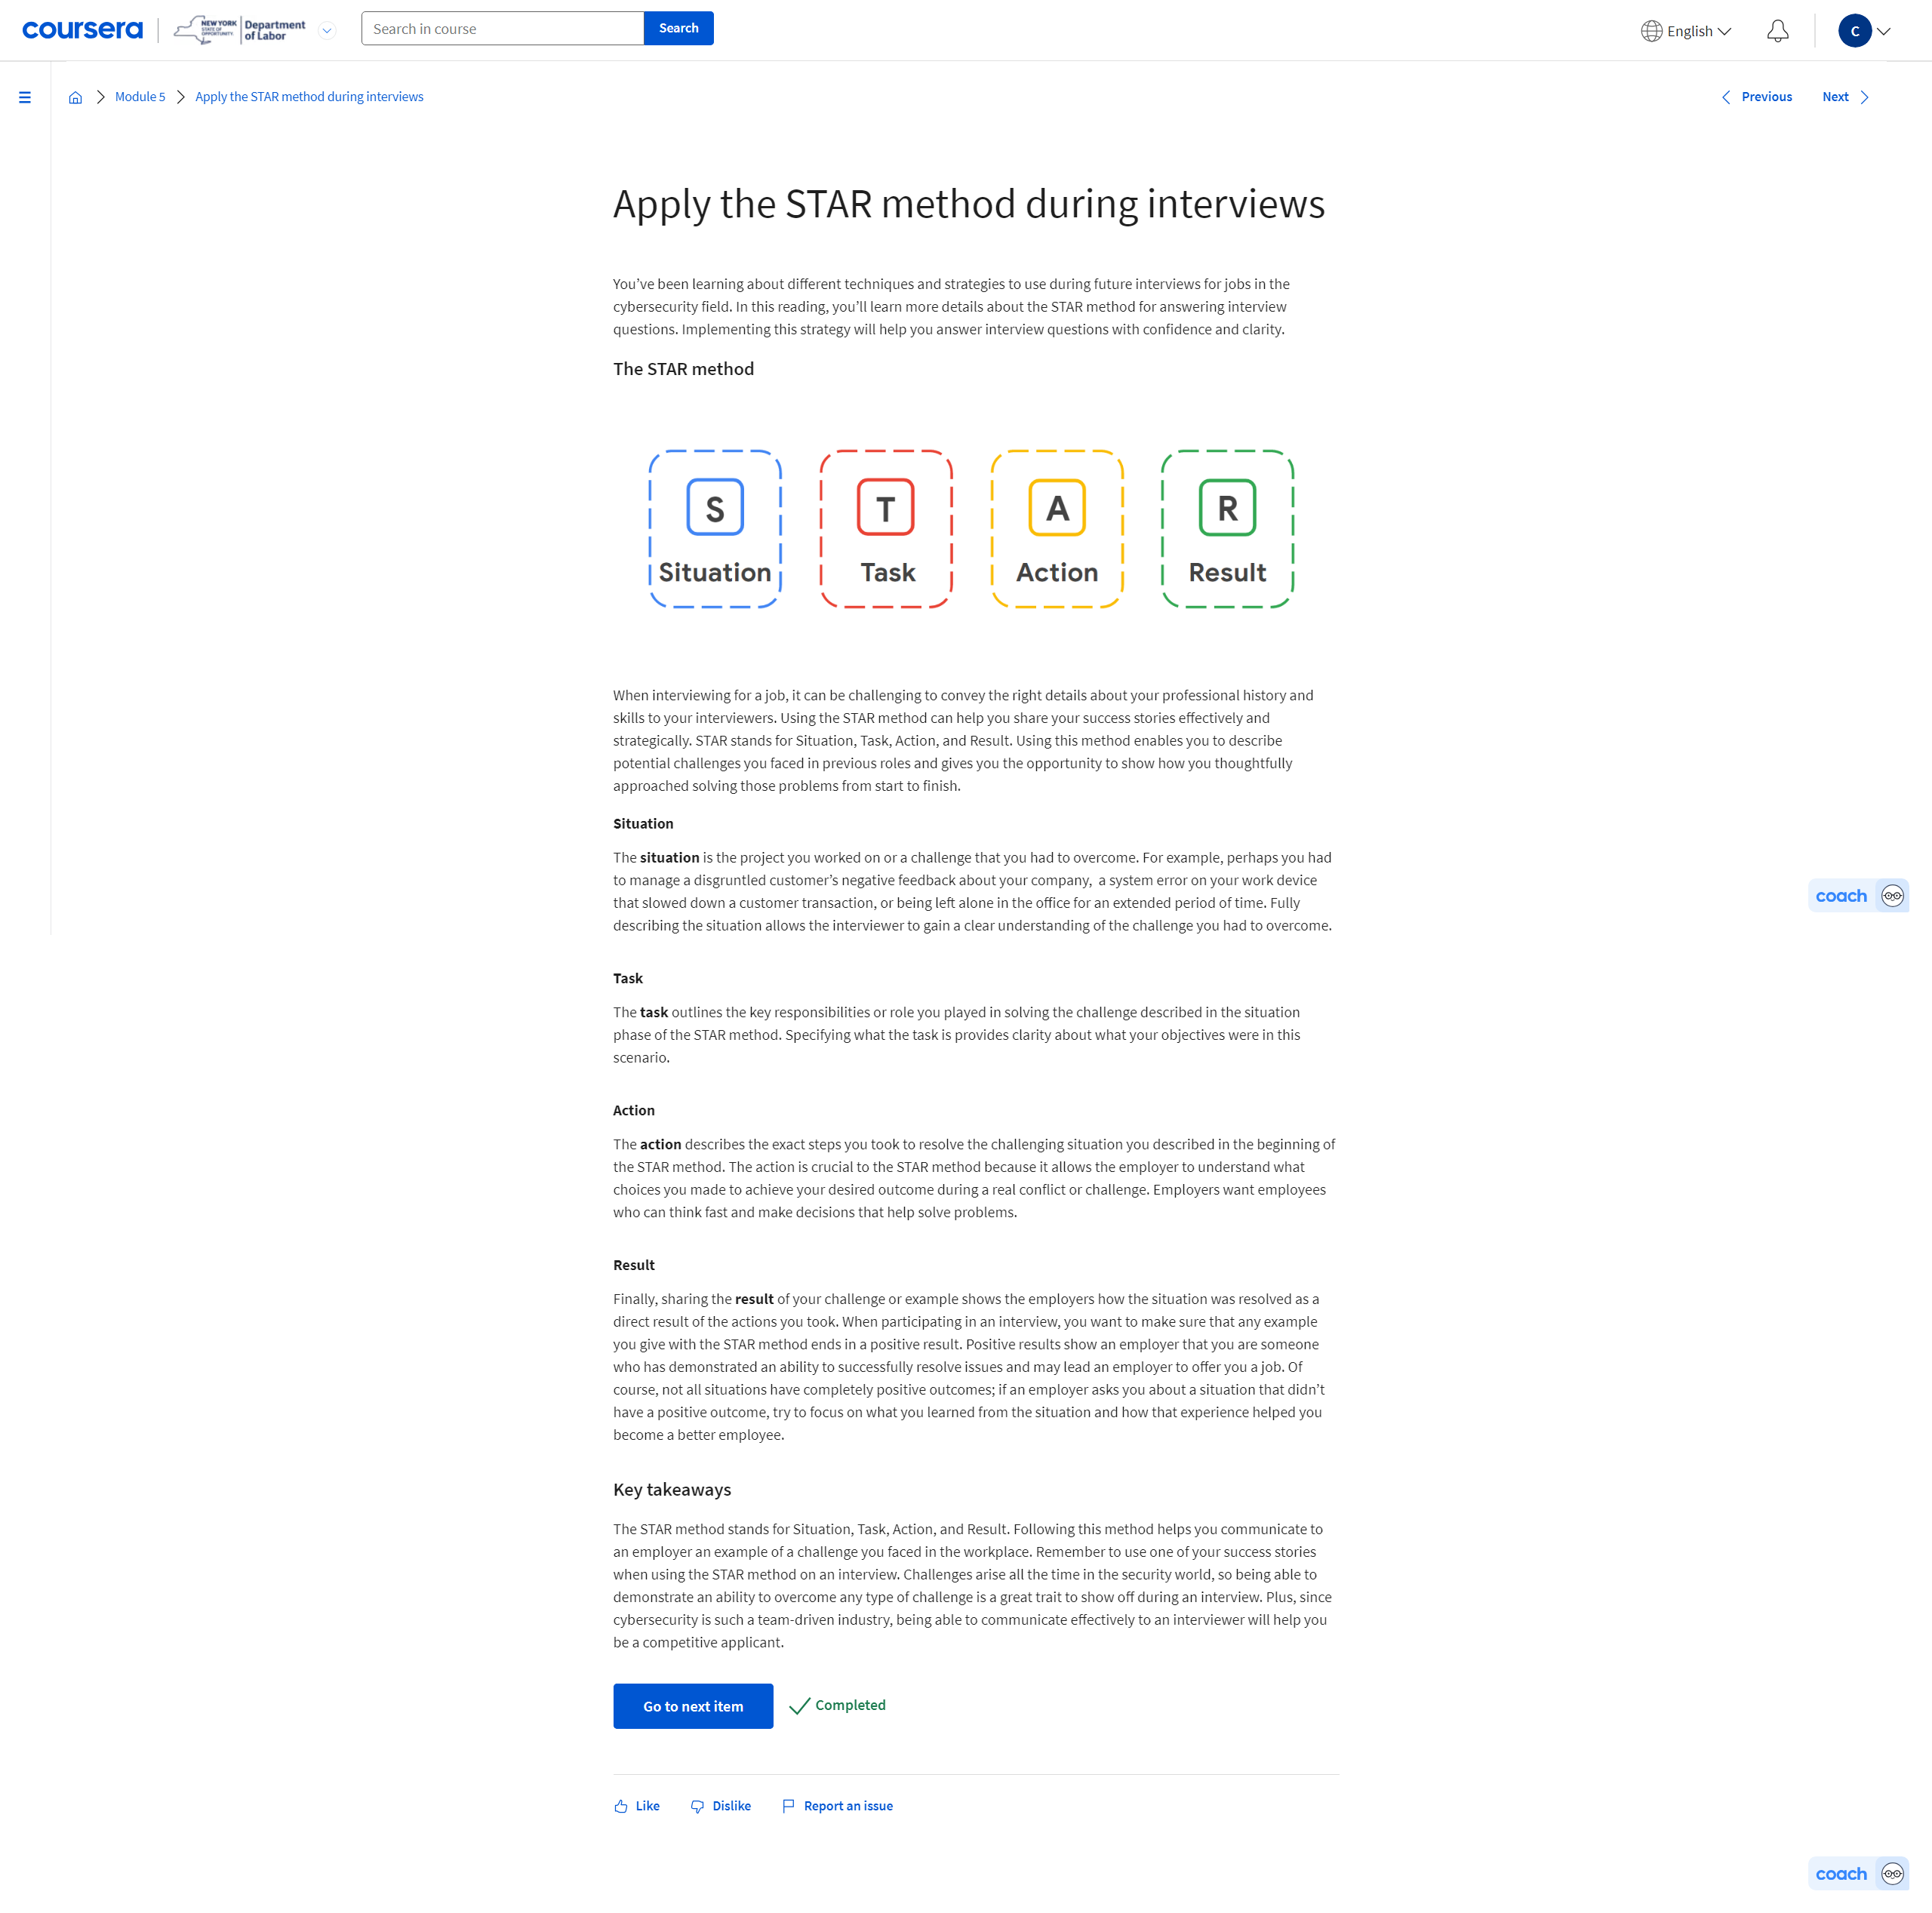 coursera
NEW YORK
STATE OF
OPPORTUNITY.
Department
of Labor
Search in course
Search
English
C
Module 5
Apply the STAR method during interviews
Previous
Next
Apply the STAR method during interviews
You’ve been learning about different techniques and strategies to use during future interviews for jobs in the
cybersecurity field. In this reading, you’ll learn more details about the STAR method for answering interview
questions. Implementing this strategy will help you answer interview questions with confidence and clarity.
The STAR method
S
Situation
T
Task
A
Action
R
Result
When interviewing for a job, it can be challenging to convey the right details about your professional history and
skills to your interviewers. Using the STAR method can help you share your success stories effectively and
strategically. STAR stands for Situation, Task, Action, and Result. Using this method enables you to describe
potential challenges you faced in previous roles and gives you the opportunity to show how you thoughtfully
approached solving those problems from start to finish.
Situation
The situation is the project you worked on or a challenge that you had to overcome. For example, perhaps you had
to manage a disgruntled customer’s negative feedback about your company,  a system error on your work device
that slowed down a customer transaction, or being left alone in the office for an extended period of time. Fully
describing the situation allows the interviewer to gain a clear understanding of the challenge you had to overcome.
coach
Task
The task outlines the key responsibilities or role you played in solving the challenge described in the situation
phase of the STAR method. Specifying what the task is provides clarity about what your objectives were in this
scenario.
Action
The action describes the exact steps you took to resolve the challenging situation you described in the beginning of
the STAR method. The action is crucial to the STAR method because it allows the employer to understand what
choices you made to achieve your desired outcome during a real conflict or challenge. Employers want employees
who can think fast and make decisions that help solve problems.
Result
Finally, sharing the result of your challenge or example shows the employers how the situation was resolved as a
direct result of the actions you took. When participating in an interview, you want to make sure that any example
you give with the STAR method ends in a positive result. Positive results show an employer that you are someone
who has demonstrated an ability to successfully resolve issues and may lead an employer to offer you a job. Of
course, not all situations have completely positive outcomes; if an employer asks you about a situation that didn’t
have a positive outcome, try to focus on what you learned from the situation and how that experience helped you
become a better employee.
Key takeaways
The STAR method stands for Situation, Task, Action, and Result. Following this method helps you communicate to
an employer an example of a challenge you faced in the workplace. Remember to use one of your success stories
when using the STAR method on an interview. Challenges arise all the time in the security world, so being able to
demonstrate an ability to overcome any type of challenge is a great trait to show off during an interview. Plus, since
cybersecurity is such a team-driven industry, being able to communicate effectively to an interviewer will help you
be a competitive applicant.
Go to next item
Completed
Like
Dislike
Report an issue
coach